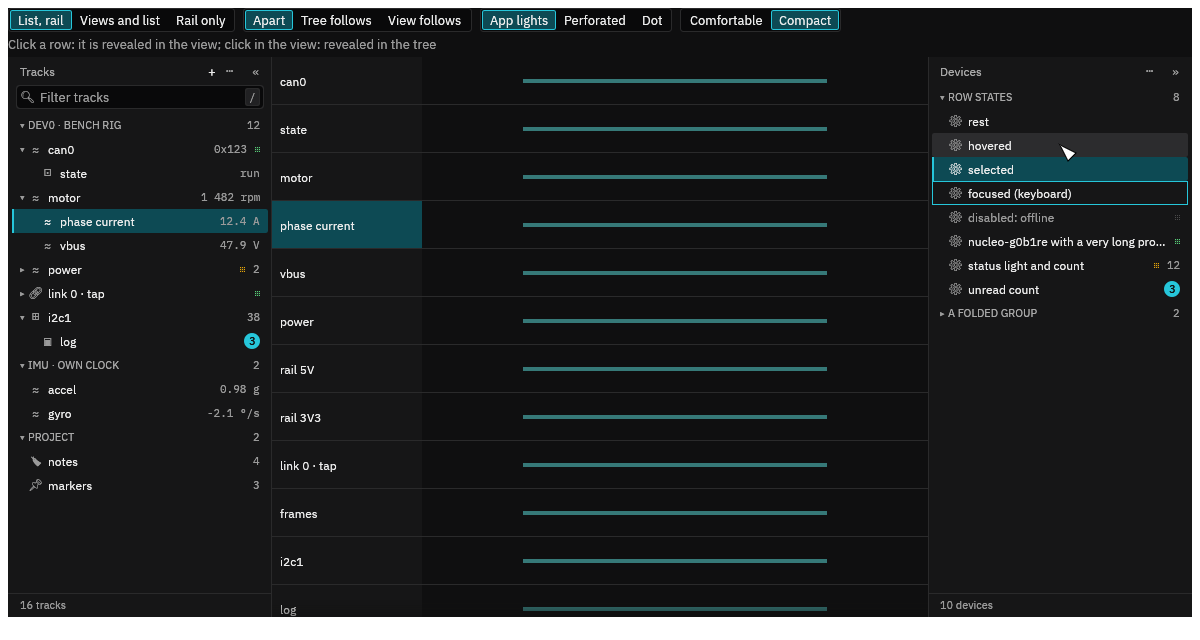 List, rail Views and list Rail only Apart Tree follows View follows App lights Perforated Dot Comfortable Compact
Click a row: it is revealed in the view; click in the view: revealed in the tree
Tracks + ··· «
Filter tracks /
DEV0 · BENCH RIG 12
can0 0x123
state run
motor 1 482 rpm
phase current 12.4 A
vbus 47.9 V
power 2
link 0 · tap
i2c1 38
log 3
IMU · OWN CLOCK 2
accel 0.98 g
gyro -2.1 °/s
PROJECT 2
notes 4
markers 3
16 tracks
can0
state
motor
phase current
vbus
power
rail 5V
rail 3V3
link 0 · tap
frames
i2c1
log
Devices ··· »
ROW STATES 8
rest
hovered
selected
focused (keyboard)
disabled: offline
nucleo-g0b1re with a very long pro...
status light and count 12
unread count 3
A FOLDED GROUP 2
10 devices